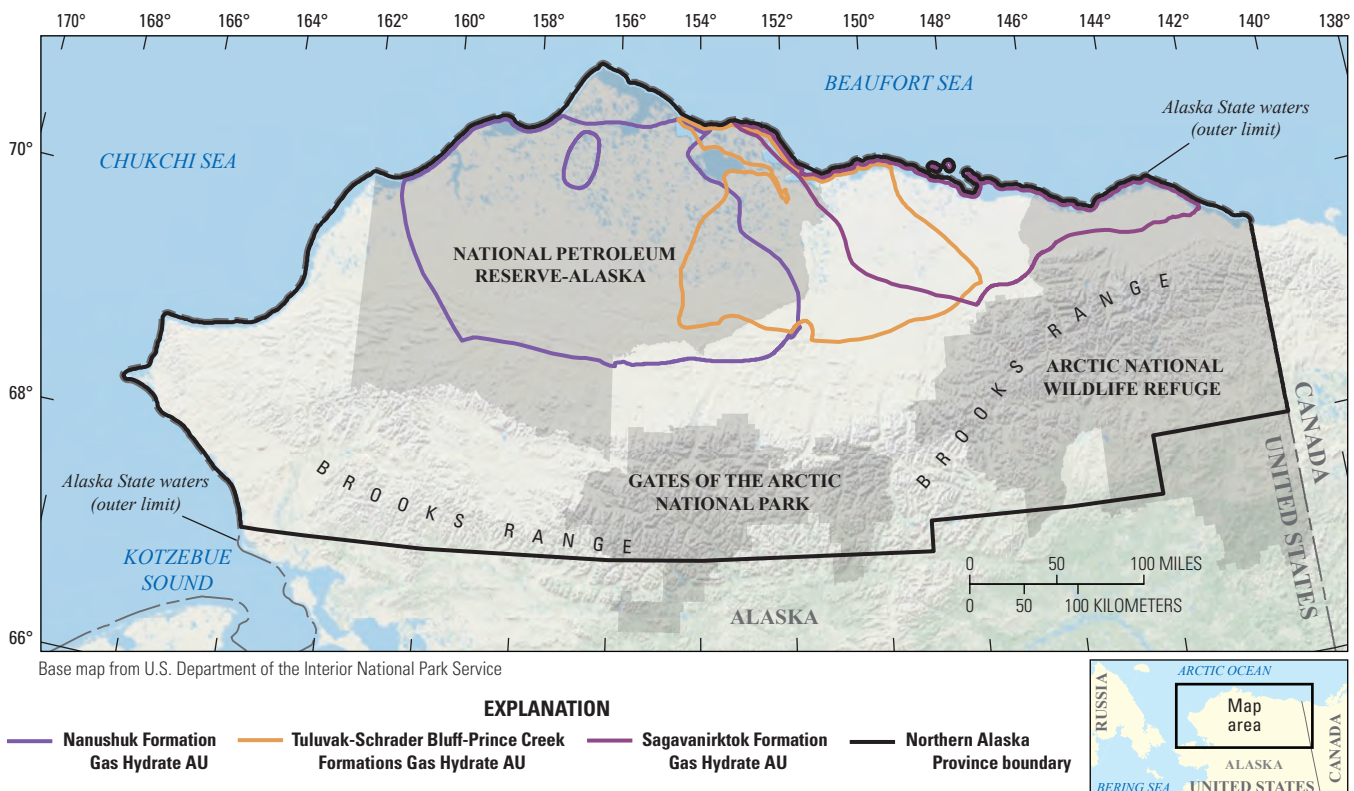 170° 168° 166° 164° 162° 160° 158° 156° 154° 152° 150° 148° 146° 144° 142° 140° 138°
BEAUFORT SEA
Alaska State waters
(outer limit)
70°
CHUKCHI SEA
NATIONAL PETROLEUM
RESERVE-ALASKA
BROOKS RANGE
ARCTIC NATIONAL
WILDLIFE REFUGE
68°
CANADA
UNITED STATES
GATES OF THE ARCTIC
NATIONAL PARK
BROOKS RANGE
Alaska State waters
(outer limit)
KOTZEBUE
SOUND
0 50 100 MILES
0 50 100 KILOMETERS
ALASKA
66°
Base map from U.S. Department of the Interior National Park Service
EXPLANATION
Nanushuk Formation
Gas Hydrate AU
Tuluvak-Schrader Bluff-Prince Creek
Formations Gas Hydrate AU
Sagavanirktok Formation
Gas Hydrate AU
Northern Alaska
Province boundary
ARCTIC OCEAN
RUSSIA
Map
area
CANADA
ALASKA
UNITED STATES
BERING SEA